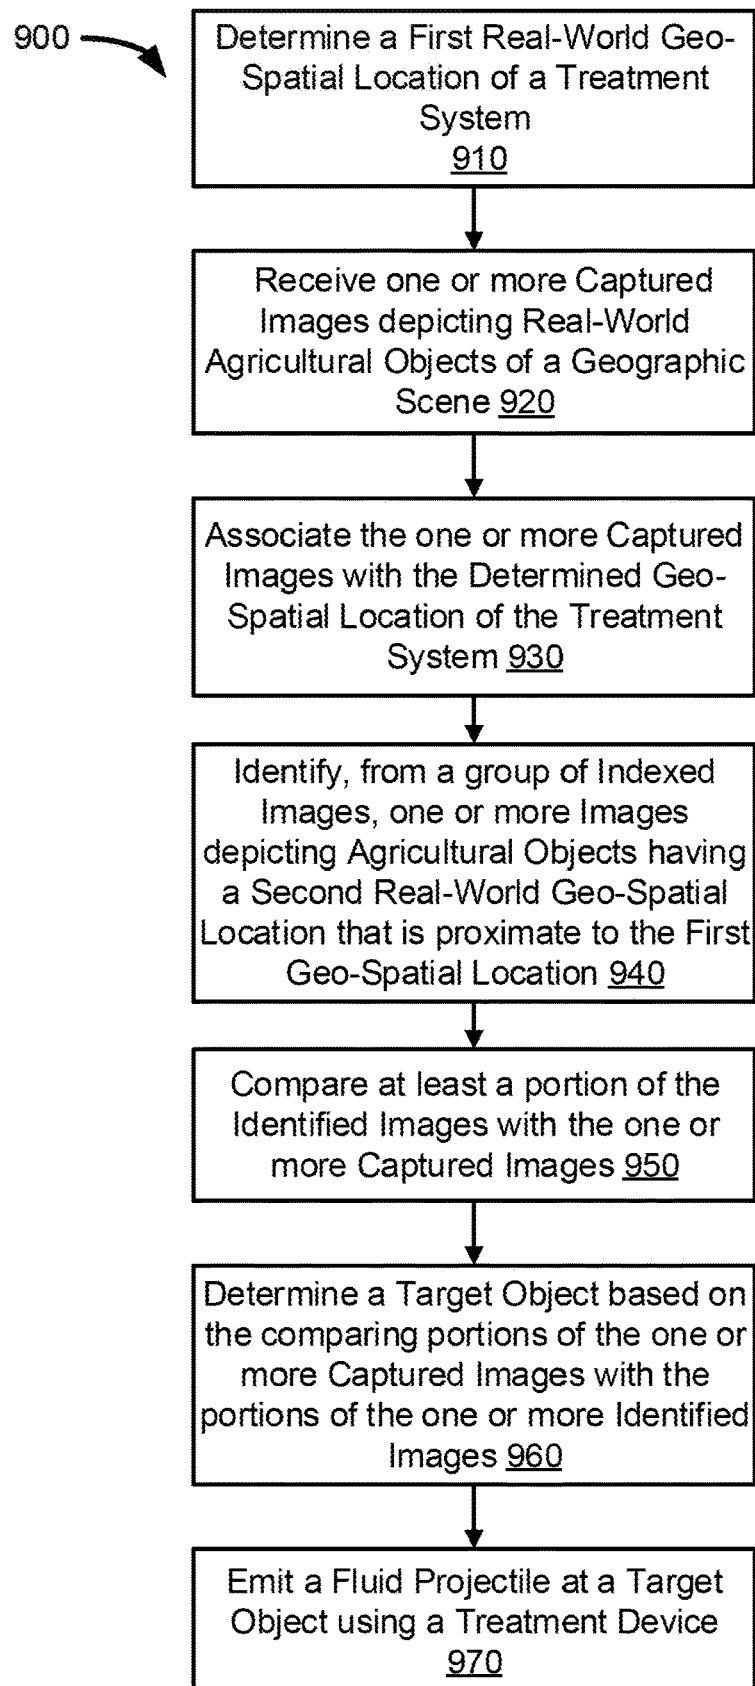 900
Determine a First Real-World Geo-
Spatial Location of a Treatment
System
910
Receive one or more Captured
Images depicting Real-World
Agricultural Objects of a Geographic
Scene 920
Associate the one or more Captured
Images with the Determined Geo-
Spatial Location of the Treatment
System 930
Identify, from a group of Indexed
Images, one or more Images
depicting Agricultural Objects having
a Second Real-World Geo-Spatial
Location that is proximate to the First
Geo-Spatial Location 940
Compare at least a portion of the
Identified Images with the one or
more Captured Images 950
Determine a Target Object based on
the comparing portions of the one or
more Captured Images with the
portions of the one or more Identified
Images 960
Emit a Fluid Projectile at a Target
Object using a Treatment Device
970